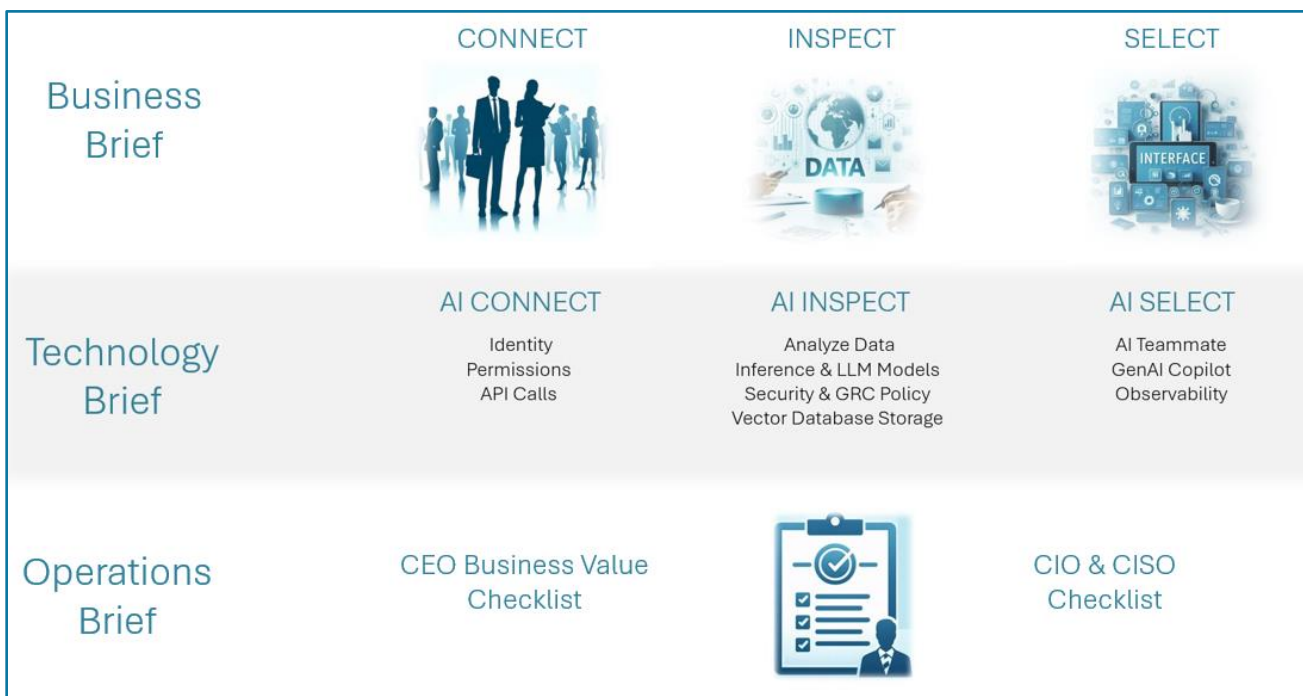 Business
Brief
CONNECT
INSPECT
SELECT
DATA
INTERFACE
Technology
Brief
AI CONNECT
Identity
Permissions
API Calls
AI INSPECT
Analyze Data
Inference & LLM Models
Security & GRC Policy
Vector Database Storage
AI SELECT
AI Teammate
GenAI Copilot
Observability
Operations
Brief
CEO Business Value
Checklist
CIO & CISO
Checklist